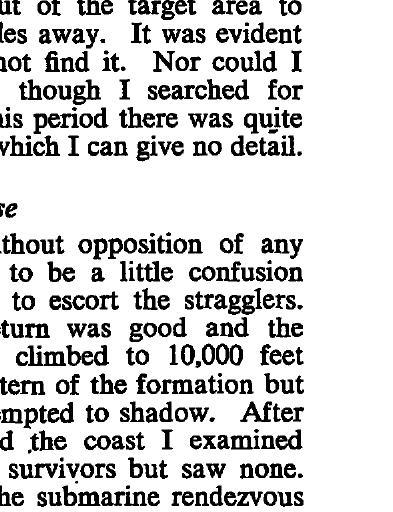 ut of the target area to
les away. It was evident
not find it. Nor could I
though I searched for
his period there was quite
which I can give no detail.
se
ithout opposition of any
to be a little confusion
to escort the stragglers.
turn was good and the
climbed to 10,000 feet
tern of the formation but
empted to shadow. After
d the coast I examined
survivors but saw none.
he submarine rendezvous